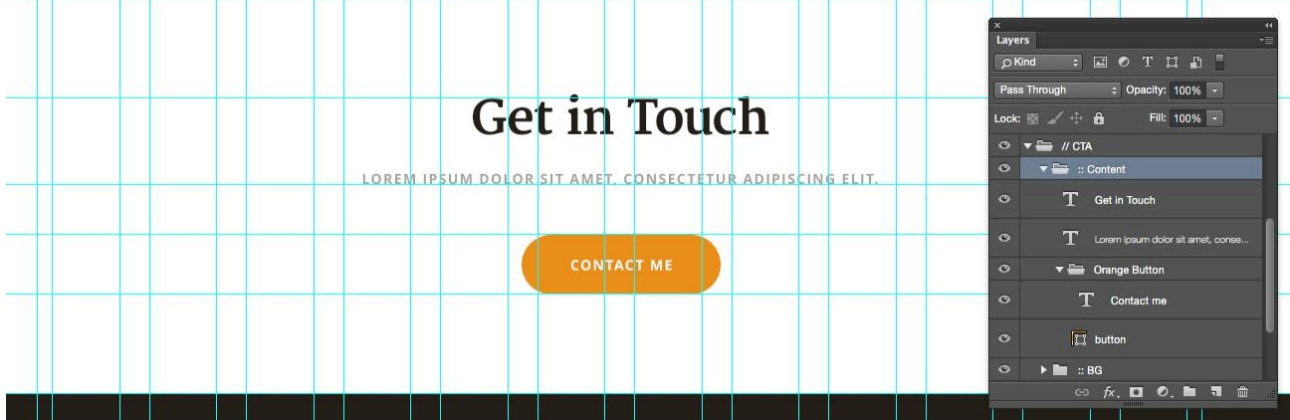 Get in Touch
LOREM IPSUM DOLOR SIT AMET, CONSECTETUR ADIPISCING ELIT.
CONTACT ME
Layers
Kind
Pass Through Opacity: 100%
Lock: Fill: 100%
// CTA
:: Content
Get in Touch
Lorem ipsum dolor sit amet, conse...
Orange Button
Contact me
button
:: BG
fx